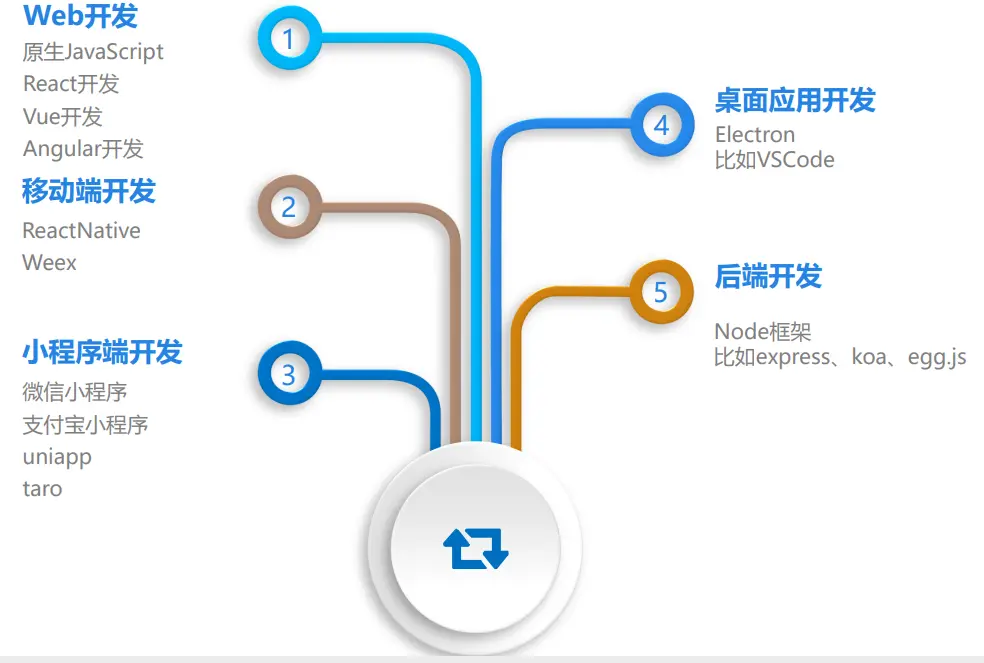 Web开发
原生JavaScript
React开发
Vue开发
Angular开发
1
移动端开发
ReactNative
Weex
2
小程序端开发
微信小程序
支付宝小程序
uniapp
taro
3
4
桌面应用开发
Electron
比如VSCode
5
后端开发
Node框架
比如express、koa、egg.js